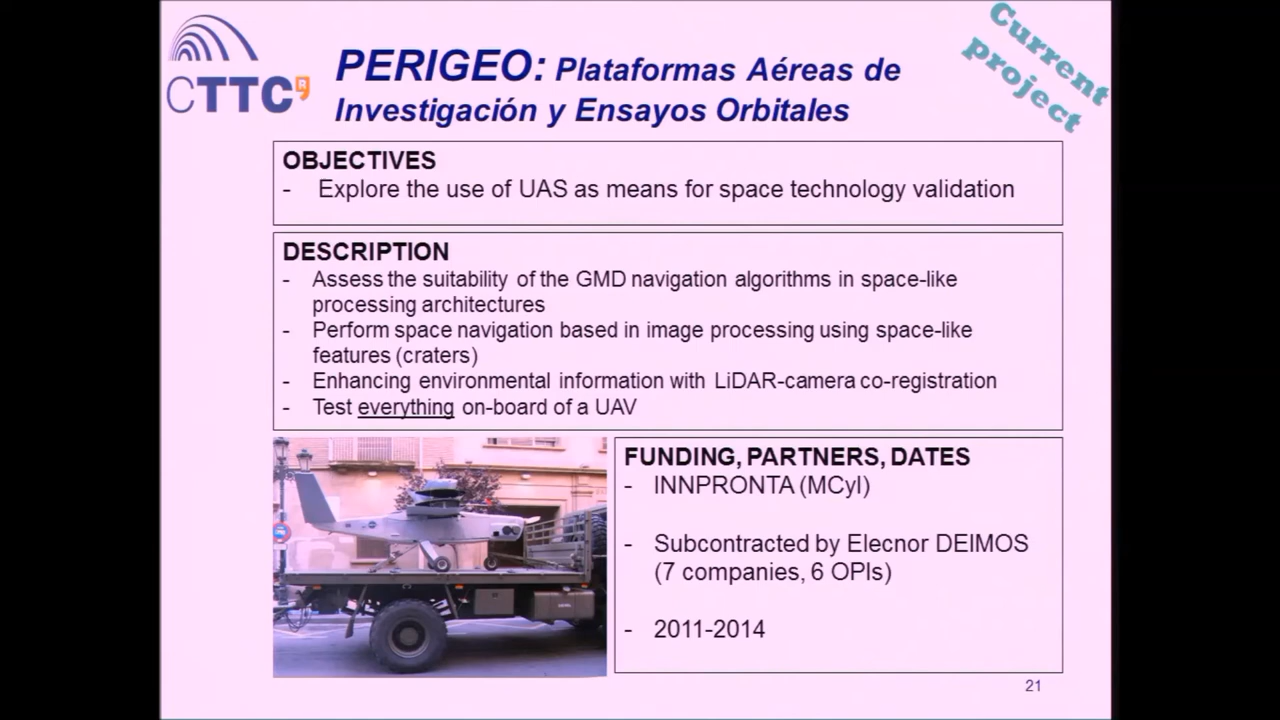 CTTC
R
PERIGEO: Plataformas Aéreas de
Investigación y Ensayos Orbitales
Current
project
OBJECTIVES
- Explore the use of UAS as means for space technology validation
DESCRIPTION
- Assess the suitability of the GMD navigation algorithms in space-like
processing architectures
- Perform space navigation based in image processing using space-like
features (craters)
- Enhancing environmental information with LiDAR-camera co-registration
- Test everything on-board of a UAV
FUNDING, PARTNERS, DATES
- INNPRONTA (MCyI)
- Subcontracted by Elecnor DEIMOS
(7 companies, 6 OPIs)
- 2011-2014
21